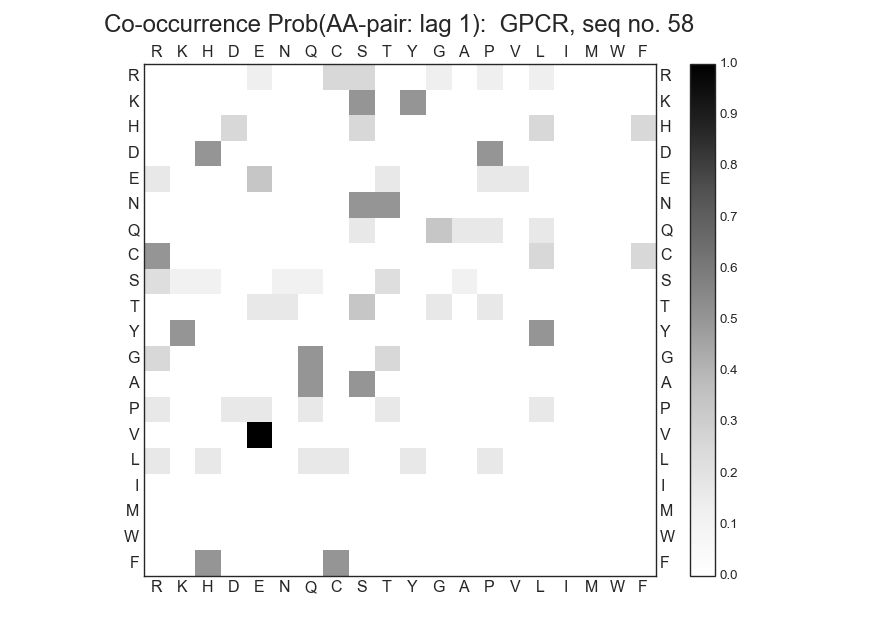 Co-occurrence Prob(AA-pair: lag 1):  GPCR, seq no. 58
R K H D E N Q C S T Y G A P V L I M W F
R R
K K
H H
D D
E E
N N
Q Q
C C
S S
T T
Y Y
G G
A A
P P
V V
L L
I I
M M
W W
F F
R K H D E N Q C S T Y G A P V L I M W F
1.0
0.9
0.8
0.7
0.6
0.5
0.4
0.3
0.2
0.1
0.0